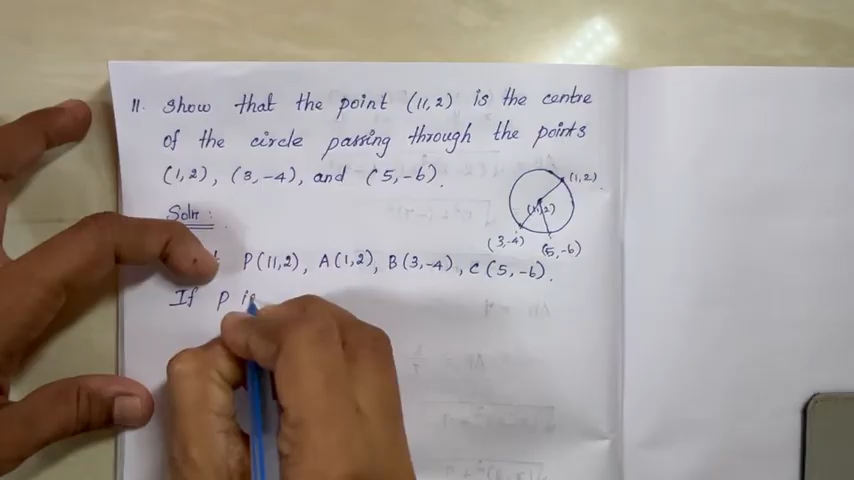 11. Show that the point (11,2) is the centre
of the circle passing through the points
(1,2), (3,-4), and (5,-6).
Soln:
P(11,2), A(1,2), B(3,-4), C(5,-6).
If P is
(1,2)
(11,2)
(3,-4)
(5,-6)